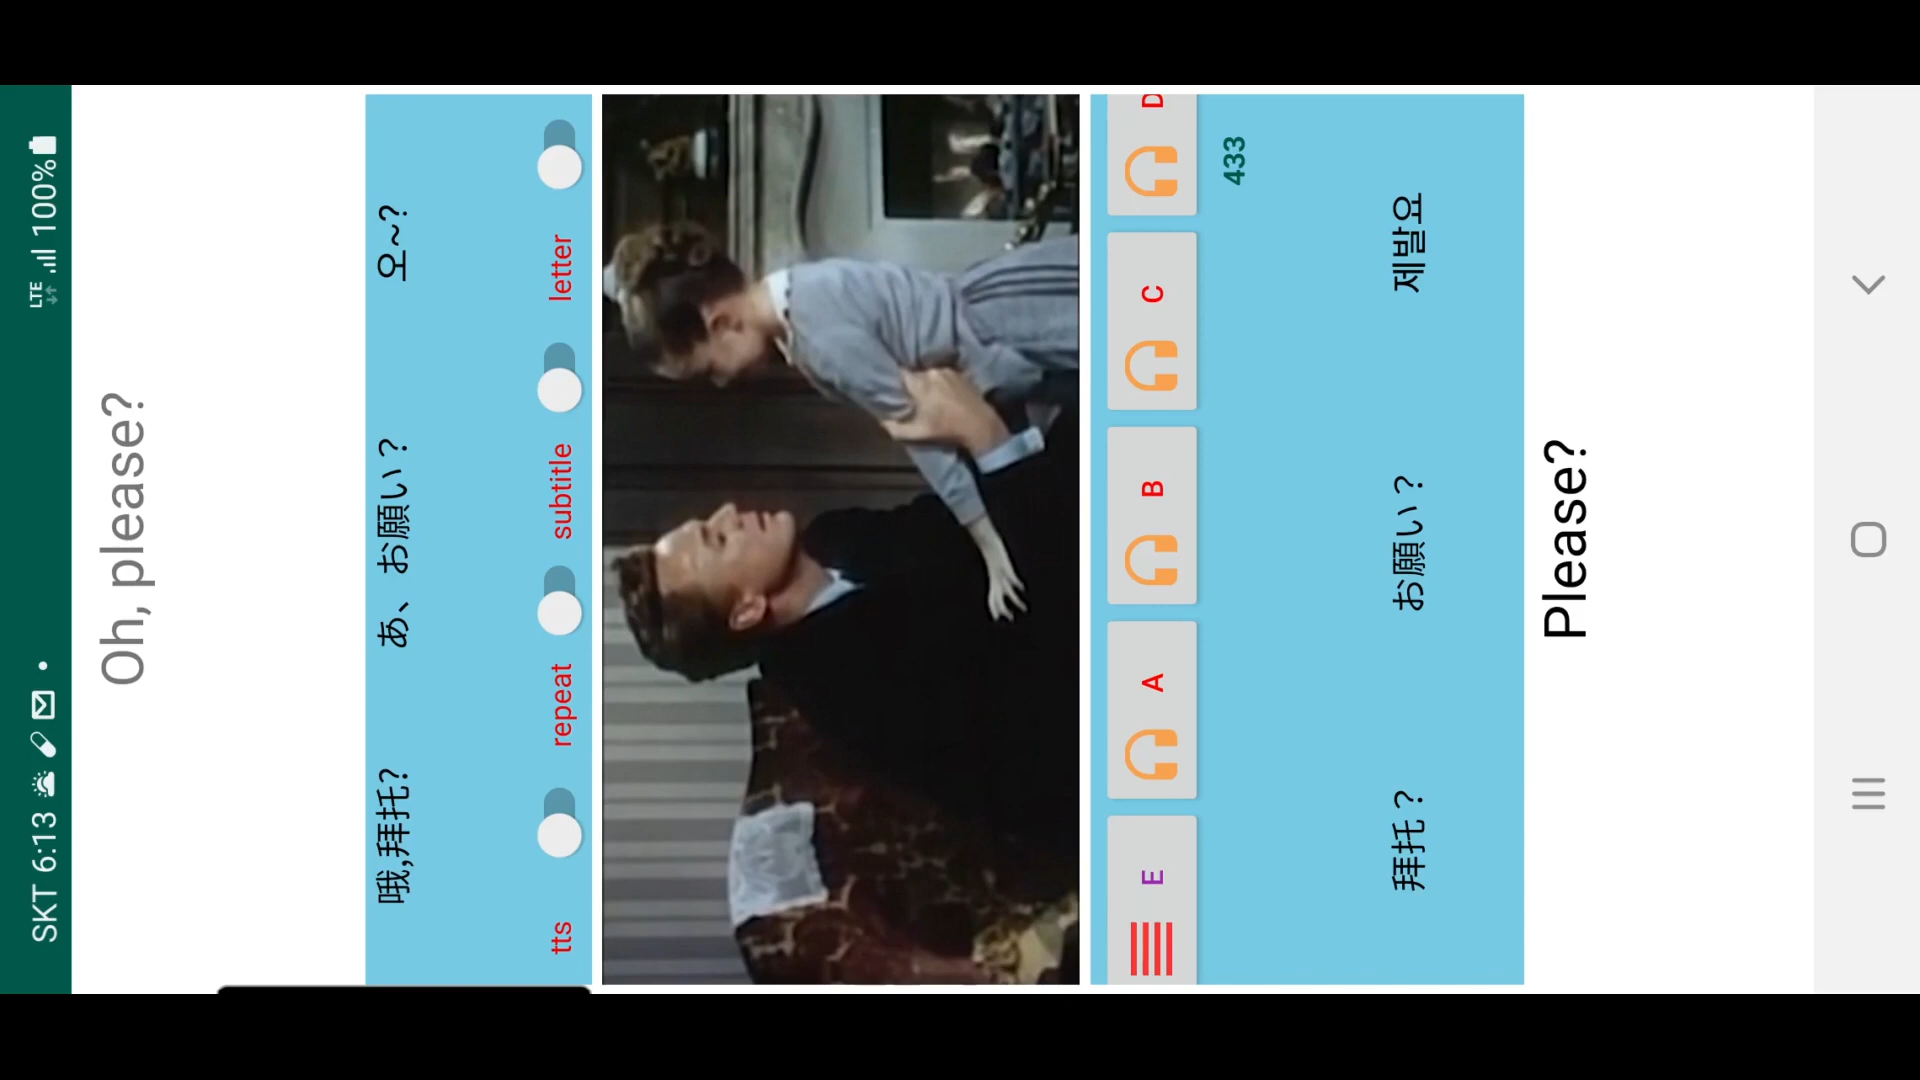 SKT 6:13 LTE 100%
Oh, please?
哦,拜托? あ、お願い？ 오~?
tts repeat subtitle letter
E A B C D
433
拜托？ お願い？ 제발요
Please?